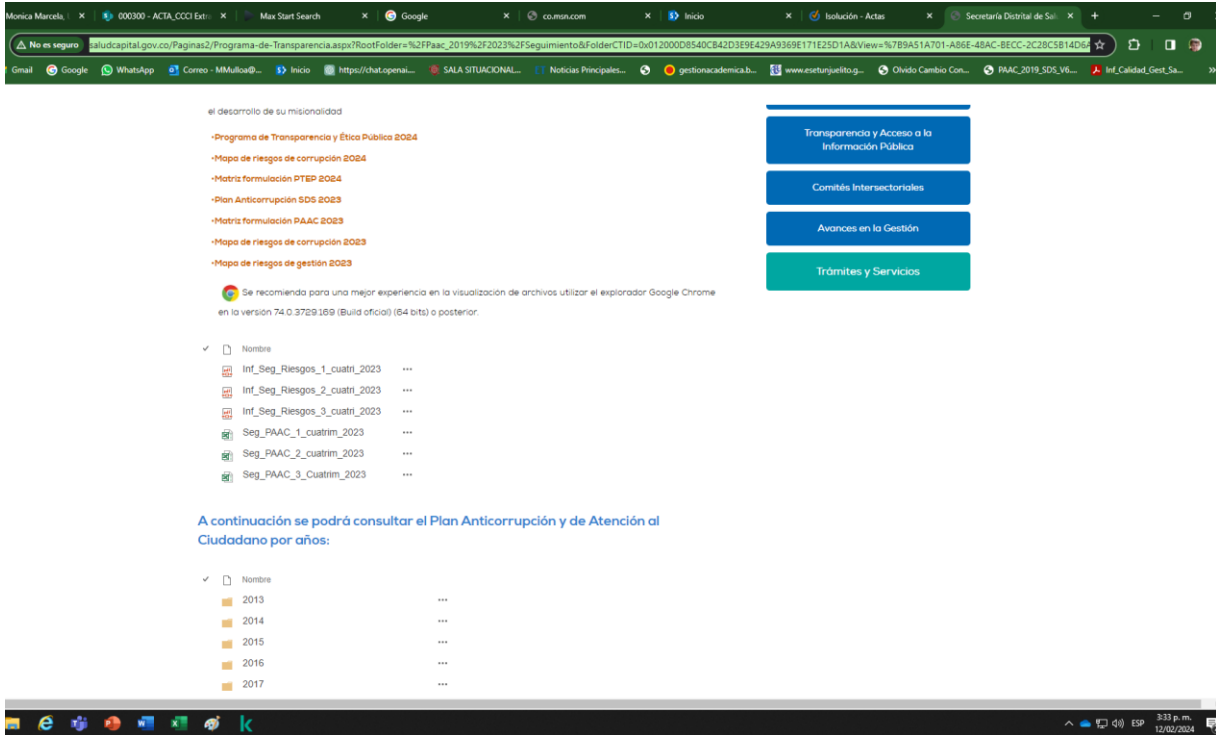 Monica Marcela,
000300 - ACTA_CCCI Extr
Max Start Search
Google
co.msn.com
Inicio
Isolución - Actas
Secretaría Distrital de Sal
No es seguro
saludcapital.gov.co/Paginas2/Programa-de-Transparencia.aspx?RootFolder=%2FPaac_2019%2F2023%2FSeguimiento&FolderCTID=0x012000D8540CB42D3E9E429A9369E171E25D1A&View=%7B9A51A701-A86E-48AC-BECC-2C28C5B14D6A
Gmail
Google
WhatsApp
Correo - MMulloa@...
Inicio
https://chat.openai....
SALA SITUACIONAL...
Noticias Principales...
gestionacademica.b...
www.esetunjuelito.g...
Olvido Cambio Con...
PAAC_2019_SDS_V6....
Inf_Calidad_Gest_Sa...
el desarrollo de su misionalidad
•Programa de Transparencia y Ética Pública 2024
•Mapa de riesgos de corrupción 2024
•Matriz formulación PTEP 2024
•Plan Anticorrupción SDS 2023
•Matriz formulación PAAC 2023
•Mapa de riesgos de corrupción 2023
•Mapa de riesgos de gestión 2023
Se recomienda para una mejor experiencia en la visualización de archivos utilizar el explorador Google Chrome
en la versión 74.0.3729.169 (Build oficial) (64 bits) o posterior.
Transparencia y Acceso a la
Información Pública
Comités Intersectoriales
Avances en la Gestión
Trámites y Servicios
Nombre
Inf_Seg_Riesgos_1_cuatri_2023
Inf_Seg_Riesgos_2_cuatri_2023
Inf_Seg_Riesgos_3_cuatri_2023
Seg_PAAC_1_cuatrim_2023
Seg_PAAC_2_cuatrim_2023
Seg_PAAC_3_Cuatrim_2023
A continuación se podrá consultar el Plan Anticorrupción y de Atención al
Ciudadano por años:
Nombre
2013
2014
2015
2016
2017
ESP
3:33 p. m.
12/02/2024